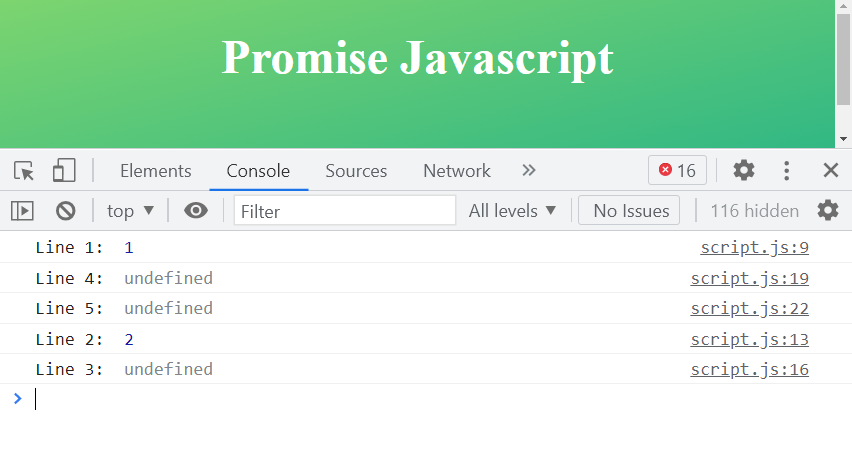 Promise Javascript
Elements Console Sources Network » 16
top ▼ Filter All levels ▼ No Issues 116 hidden
Line 1: 1 script.js:9
Line 4: undefined script.js:19
Line 5: undefined script.js:22
Line 2: 2 script.js:13
Line 3: undefined script.js:16
>